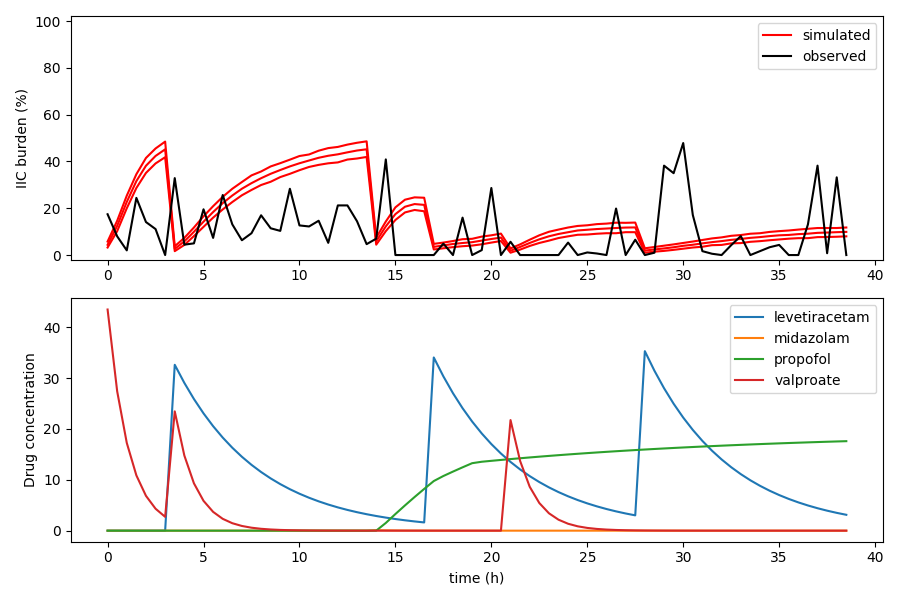 100
80
60
40
20
0
IIC burden (%)
simulated
observed
0 5 10 15 20 25 30 35 40
40
30
20
10
0
Drug concentration
levetiracetam
midazolam
propofol
valproate
0 5 10 15 20 25 30 35 40
time (h)